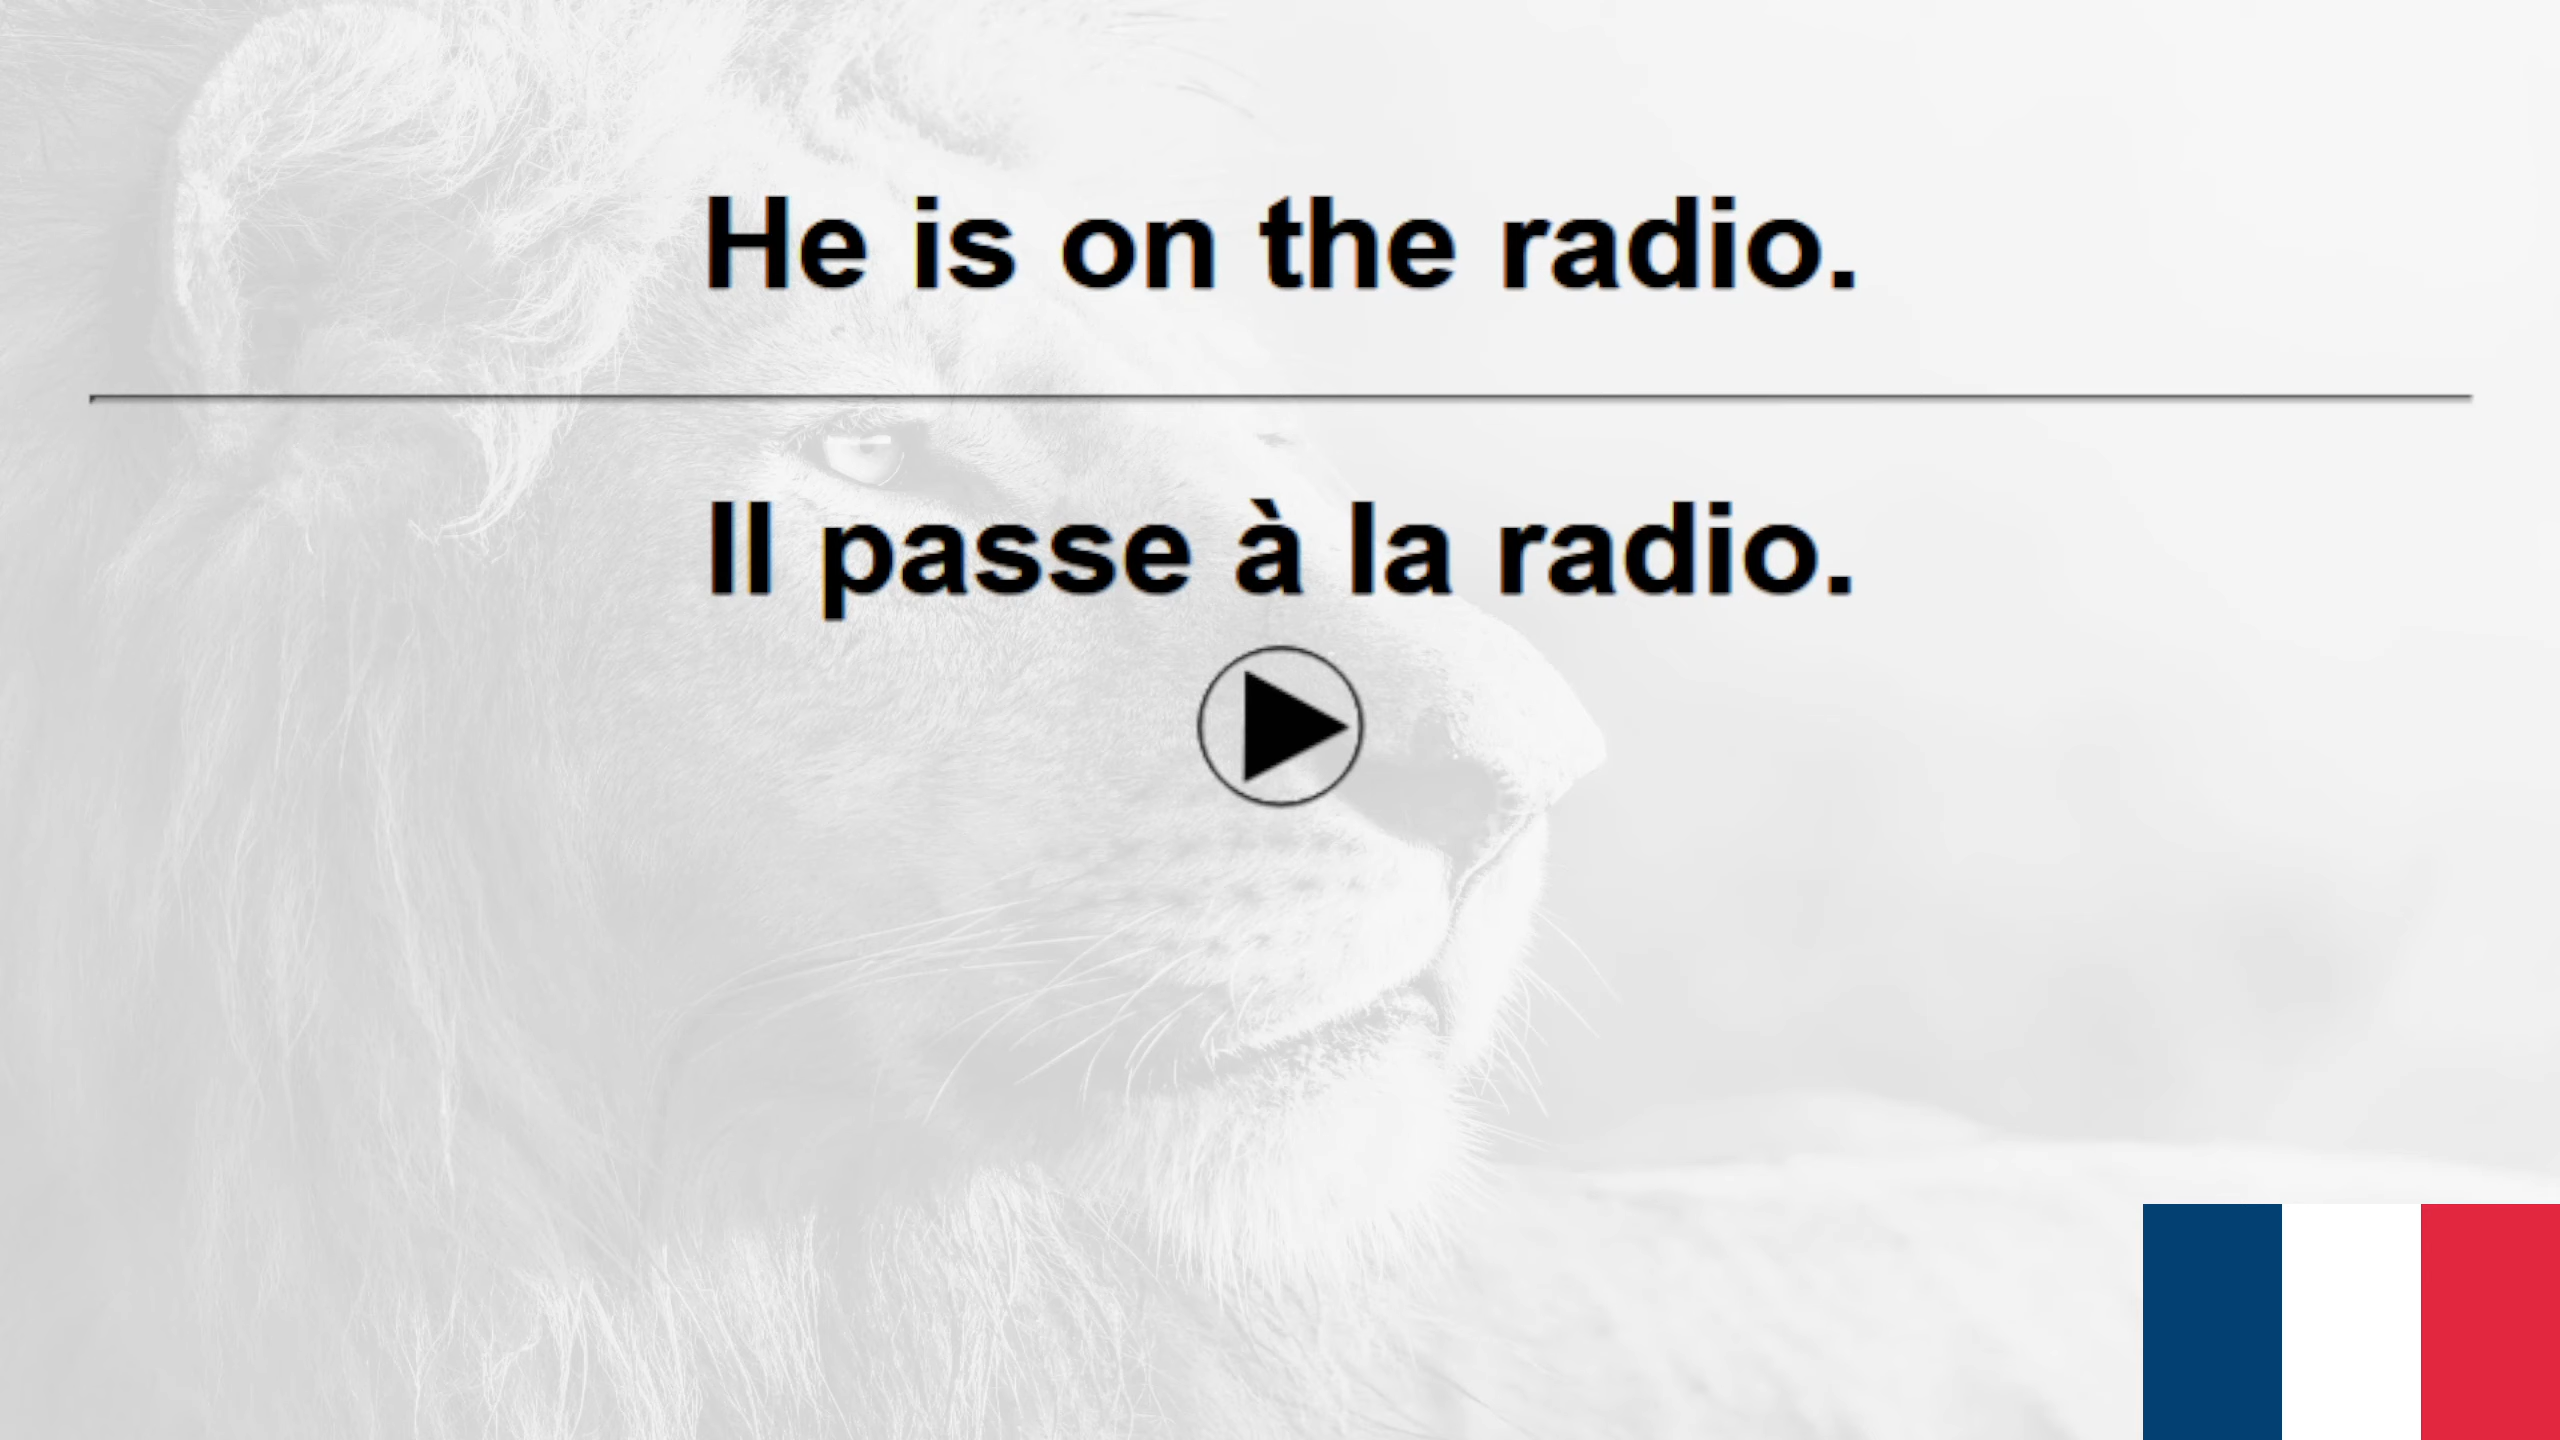 He is on the radio.
Il passe à la radio.